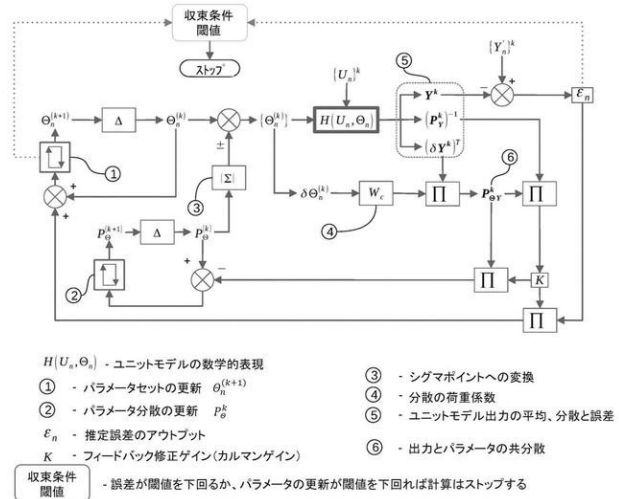 収束条件
閾値
ストップ
{U_n}^k
{Y_n'}^k
⑤
Θ_n^(k+1)
Δ
Θ_n^(k)
±
{Θ_n^(k)}
H(U_n,Θ_n)
Y^k
− +
ε_n
(P_Y^k)^−1
(δY^k)^T
①
③
{Σ}
δΘ_n^(k)
W_c
∏
P_ΘY^k
⑥
∏
④
+ +
P_Θ^(k+1)
Δ
P_Θ^(k)
②
+ −
∏
K
∏
H(U_n,Θ_n) - ユニットモデルの数学的表現
① - パラメータセットの更新 θ_n^(k+1)
② - パラメータ分散の更新 P_θ^k
ε_n - 推定誤差のアウトプット
K - フィードバック修正ゲイン(カルマンゲイン)
③ - シグマポイントへの変換
④ - 分散の荷重係数
⑤ - ユニットモデル出力の平均、分散と誤差
⑥ - 出力とパラメータの共分散
収束条件
閾値
- 誤差が閾値を下回るか、パラメータの更新が閾値を下回れば計算はストップする